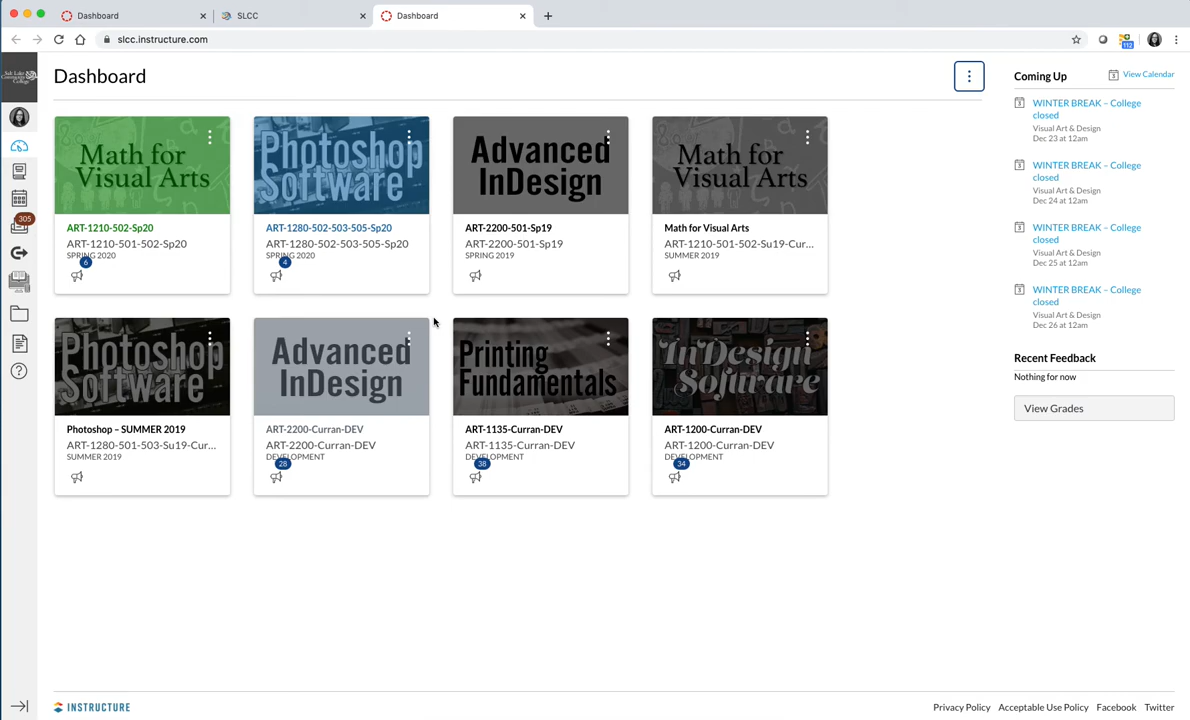 Dashboard
SLCC
Dashboard
slcc.instructure.com
112
Salt Lake
Community
College
305
Dashboard
Math for
Visual Arts
ART-1210-502-Sp20
ART-1210-501-502-Sp20
SPRING 2020
6
Photoshop
Software
ART-1280-502-503-505-Sp20
ART-1280-502-503-505-Sp20
SPRING 2020
4
Advanced
InDesign
ART-2200-501-Sp19
ART-2200-501-Sp19
SPRING 2019
Math for
Visual Arts
Math for Visual Arts
ART-1210-501-502-Su19-Cur...
SUMMER 2019
Photoshop
Software
Photoshop – SUMMER 2019
ART-1280-501-503-Su19-Cur...
SUMMER 2019
Advanced
InDesign
ART-2200-Curran-DEV
ART-2200-Curran-DEV
DEVELOPMENT
28
Printing
Fundamentals
ART-1135-Curran-DEV
ART-1135-Curran-DEV
DEVELOPMENT
38
InDesign
Software
ART-1200-Curran-DEV
ART-1200-Curran-DEV
DEVELOPMENT
34
Coming Up
View Calendar
WINTER BREAK – College
closed
Visual Art & Design
Dec 23 at 12am
WINTER BREAK – College
closed
Visual Art & Design
Dec 24 at 12am
WINTER BREAK – College
closed
Visual Art & Design
Dec 25 at 12am
WINTER BREAK – College
closed
Visual Art & Design
Dec 26 at 12am
Recent Feedback
Nothing for now
View Grades
INSTRUCTURE
Privacy Policy Acceptable Use Policy Facebook Twitter